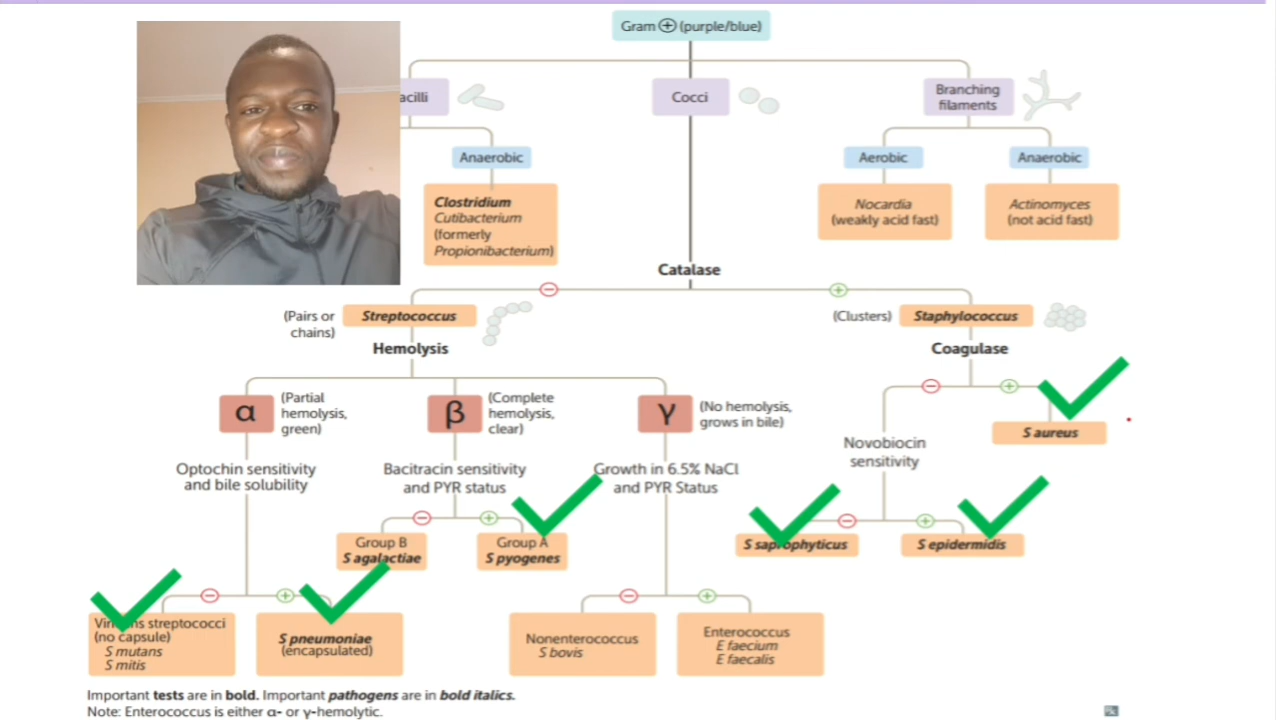 Gram ⊕ (purple/blue)
acilli
Cocci
Branching
filaments
Anaerobic
Aerobic
Anaerobic
Clostridium
Cutibacterium
(formerly
Propionibacterium)
Nocardia
(weakly acid fast)
Actinomyces
(not acid fast)
Catalase
(Pairs or
chains)
Streptococcus
(Clusters)
Staphylococcus
Hemolysis
Coagulase
α
(Partial
hemolysis,
green)
β
(Complete
hemolysis,
clear)
γ
(No hemolysis,
grows in bile)
S aureus
Optochin sensitivity
and bile solubility
Bacitracin sensitivity
and PYR status
Growth in 6.5% NaCl
and PYR Status
Novobiocin
sensitivity
Group B
S agalactiae
Group A
S pyogenes
S saprophyticus
S epidermidis
streptococci
(no capsule)
S mutans
S mitis
S pneumoniae
(encapsulated)
Nonenterococcus
S bovis
Enterococcus
E faecium
E faecalis
Important tests are in bold. Important pathogens are in bold italics.
Note: Enterococcus is either α- or γ-hemolytic.